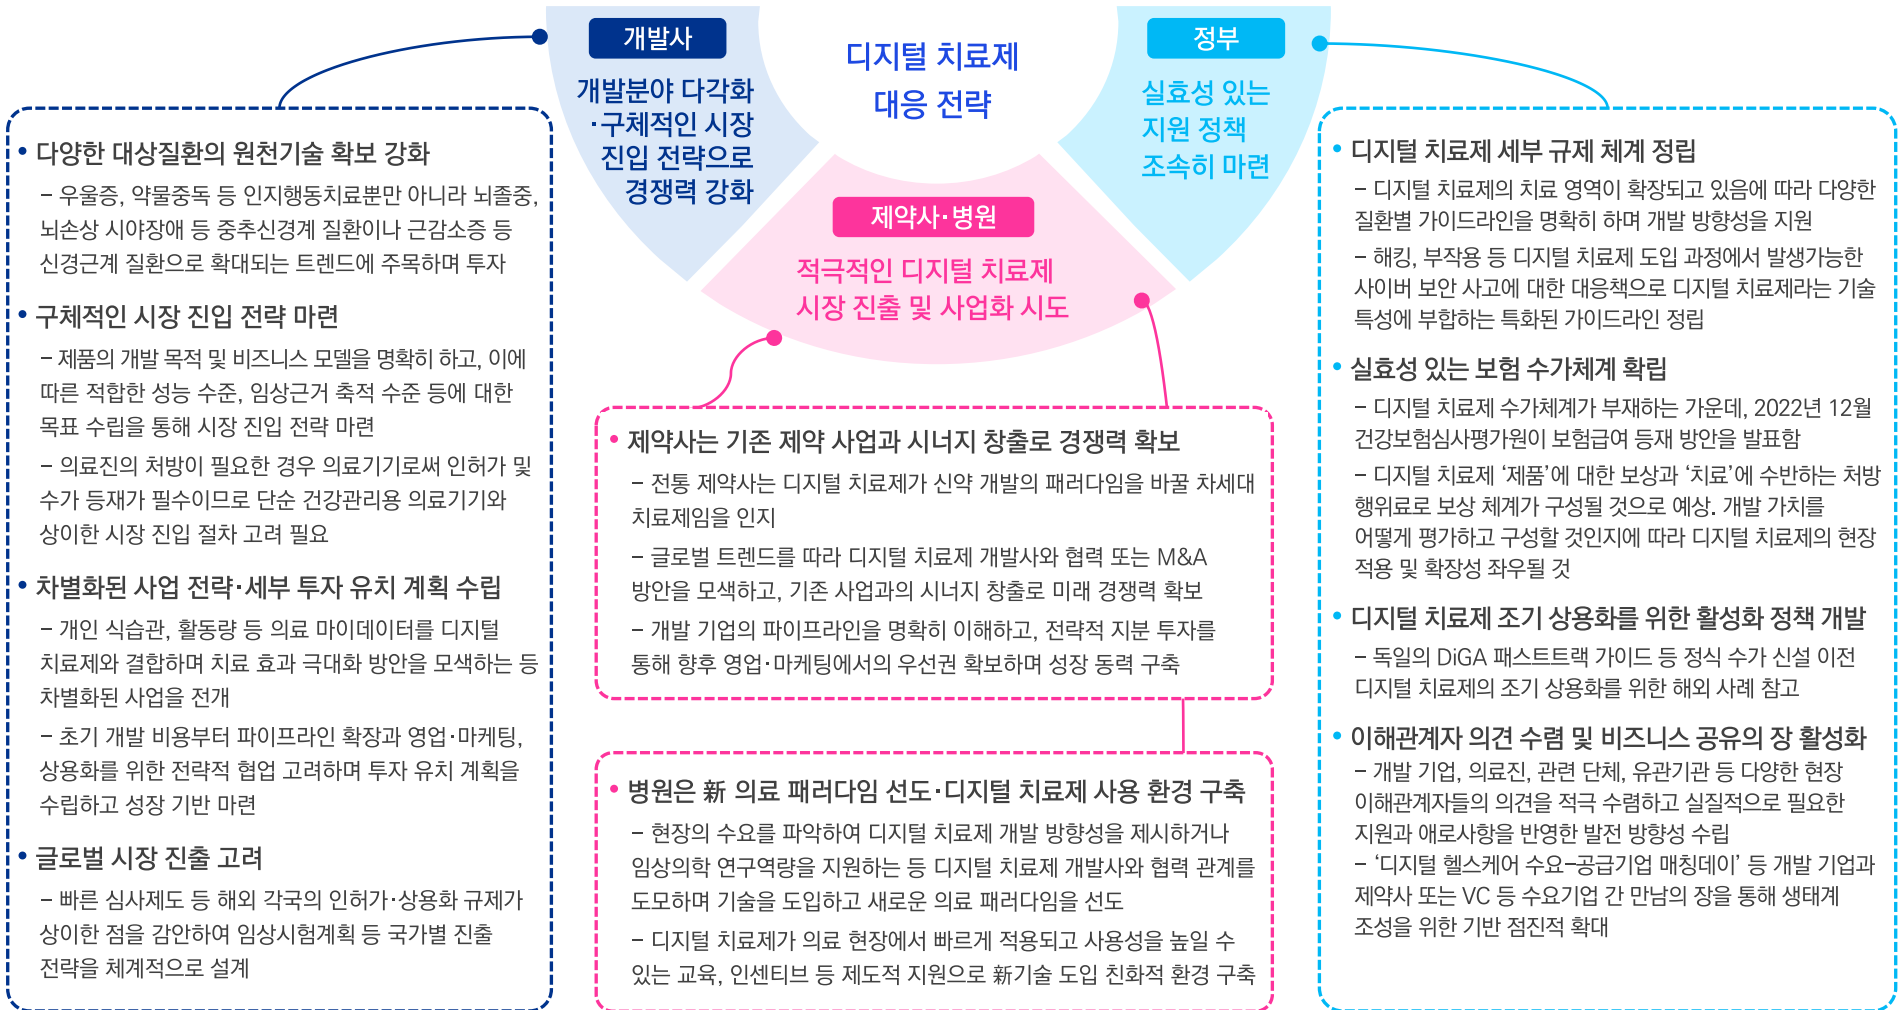 디지털 치료제
대응 전략
개발사
개발분야 다각화
·구체적인 시장
진입 전략으로
경쟁력 강화
• 다양한 대상질환의 원천기술 확보 강화
– 우울증, 약물중독 등 인지행동치료뿐만 아니라 뇌졸중,
뇌손상 시야장애 등 중추신경계 질환이나 근감소증 등
신경근계 질환으로 확대되는 트렌드에 주목하며 투자
• 구체적인 시장 진입 전략 마련
– 제품의 개발 목적 및 비즈니스 모델을 명확히 하고, 이에
따른 적합한 성능 수준, 임상근거 축적 수준 등에 대한
목표 수립을 통해 시장 진입 전략 마련
– 의료진의 처방이 필요한 경우 의료기기로써 인허가 및
수가 등재가 필수이므로 단순 건강관리용 의료기기와
상이한 시장 진입 절차 고려 필요
• 차별화된 사업 전략·세부 투자 유치 계획 수립
– 개인 식습관, 활동량 등 의료 마이데이터를 디지털
치료제와 결합하며 치료 효과 극대화 방안을 모색하는 등
차별화된 사업을 전개
– 초기 개발 비용부터 파이프라인 확장과 영업·마케팅,
상용화를 위한 전략적 협업 고려하며 투자 유치 계획을
수립하고 성장 기반 마련
• 글로벌 시장 진출 고려
– 빠른 심사제도 등 해외 각국의 인허가·상용화 규제가
상이한 점을 감안하여 임상시험계획 등 국가별 진출
전략을 체계적으로 설계
제약사·병원
적극적인 디지털 치료제
시장 진출 및 사업화 시도
• 제약사는 기존 제약 사업과 시너지 창출로 경쟁력 확보
– 전통 제약사는 디지털 치료제가 신약 개발의 패러다임을 바꿀 차세대
치료제임을 인지
– 글로벌 트렌드를 따라 디지털 치료제 개발사와 협력 또는 M&A
방안을 모색하고, 기존 사업과의 시너지 창출로 미래 경쟁력 확보
– 개발 기업의 파이프라인을 명확히 이해하고, 전략적 지분 투자를
통해 향후 영업·마케팅에서의 우선권 확보하며 성장 동력 구축
• 병원은 新 의료 패러다임 선도·디지털 치료제 사용 환경 구축
– 현장의 수요를 파악하여 디지털 치료제 개발 방향성을 제시하거나
임상의학 연구역량을 지원하는 등 디지털 치료제 개발사와 협력 관계를
도모하며 기술을 도입하고 새로운 의료 패러다임을 선도
– 디지털 치료제가 의료 현장에서 빠르게 적용되고 사용성을 높일 수
있는 교육, 인센티브 등 제도적 지원으로 新기술 도입 친화적 환경 구축
정부
실효성 있는
지원 정책
조속히 마련
• 디지털 치료제 세부 규제 체계 정립
– 디지털 치료제의 치료 영역이 확장되고 있음에 따라 다양한
질환별 가이드라인을 명확히 하며 개발 방향성을 지원
– 해킹, 부작용 등 디지털 치료제 도입 과정에서 발생가능한
사이버 보안 사고에 대한 대응책으로 디지털 치료제라는 기술
특성에 부합하는 특화된 가이드라인 정립
• 실효성 있는 보험 수가체계 확립
– 디지털 치료제 수가체계가 부재하는 가운데, 2022년 12월
건강보험심사평가원이 보험급여 등재 방안을 발표함
– 디지털 치료제 ‘제품’에 대한 보상과 ‘치료’에 수반하는 처방
행위료로 보상 체계가 구성될 것으로 예상. 개발 가치를
어떻게 평가하고 구성할 것인지에 따라 디지털 치료제의 현장
적용 및 확장성 좌우될 것
• 디지털 치료제 조기 상용화를 위한 활성화 정책 개발
– 독일의 DiGA 패스트트랙 가이드 등 정식 수가 신설 이전
디지털 치료제의 조기 상용화를 위한 해외 사례 참고
• 이해관계자 의견 수렴 및 비즈니스 공유의 장 활성화
– 개발 기업, 의료진, 관련 단체, 유관기관 등 다양한 현장
이해관계자들의 의견을 적극 수렴하고 실질적으로 필요한
지원과 애로사항을 반영한 발전 방향성 수립
– ‘디지털 헬스케어 수요–공급기업 매칭데이’ 등 개발 기업과
제약사 또는 VC 등 수요기업 간 만남의 장을 통해 생태계
조성을 위한 기반 점진적 확대